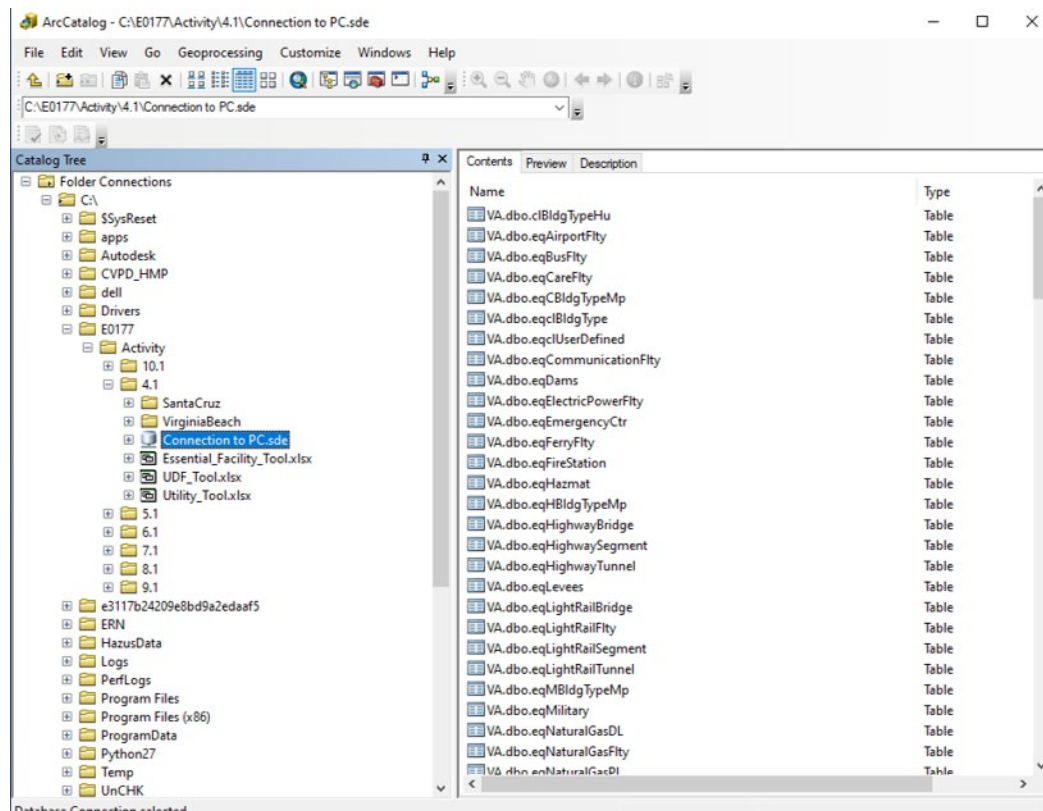 ArcCatalog - C:\E0177\Activity\4.1\Connection to PC.sde
File Edit View Go Geoprocessing Customize Windows Help
C:\E0177\Activity\4.1\Connection to PC.sde
Catalog Tree
Folder Connections
C:\
$SysReset
apps
Autodesk
CVPD_HMP
dell
Drivers
E0177
Activity
10.1
4.1
SantaCruz
VirginiaBeach
Connection to PC.sde
Essential_Facility_Tool.xlsx
UDF_Tool.xlsx
Utility_Tool.xlsx
5.1
6.1
7.1
8.1
9.1
e3117b24209e8bd9a2edaaf5
ERN
HazusData
Logs
PerfLogs
Program Files
Program Files (x86)
ProgramData
Python27
Temp
UnCHK
Contents Preview Description
Name Type
VA.dbo.clBldgTypeHu Table
VA.dbo.eqAirportFlty Table
VA.dbo.eqBusFlty Table
VA.dbo.eqCareFlty Table
VA.dbo.eqCBldgTypeMp Table
VA.dbo.eqclBldgType Table
VA.dbo.eqclUserDefined Table
VA.dbo.eqCommunicationFlty Table
VA.dbo.eqDams Table
VA.dbo.eqElectricPowerFlty Table
VA.dbo.eqEmergencyCtr Table
VA.dbo.eqFerryFlty Table
VA.dbo.eqFireStation Table
VA.dbo.eqHazmat Table
VA.dbo.eqHBldgTypeMp Table
VA.dbo.eqHighwayBridge Table
VA.dbo.eqHighwaySegment Table
VA.dbo.eqHighwayTunnel Table
VA.dbo.eqLevees Table
VA.dbo.eqLightRailBridge Table
VA.dbo.eqLightRailFlty Table
VA.dbo.eqLightRailSegment Table
VA.dbo.eqLightRailTunnel Table
VA.dbo.eqMBldgTypeMp Table
VA.dbo.eqMilitary Table
VA.dbo.eqNaturalGasDL Table
VA.dbo.eqNaturalGasFlty Table
VA.dbo.eqNaturalGasPL Table
Database Connection selected